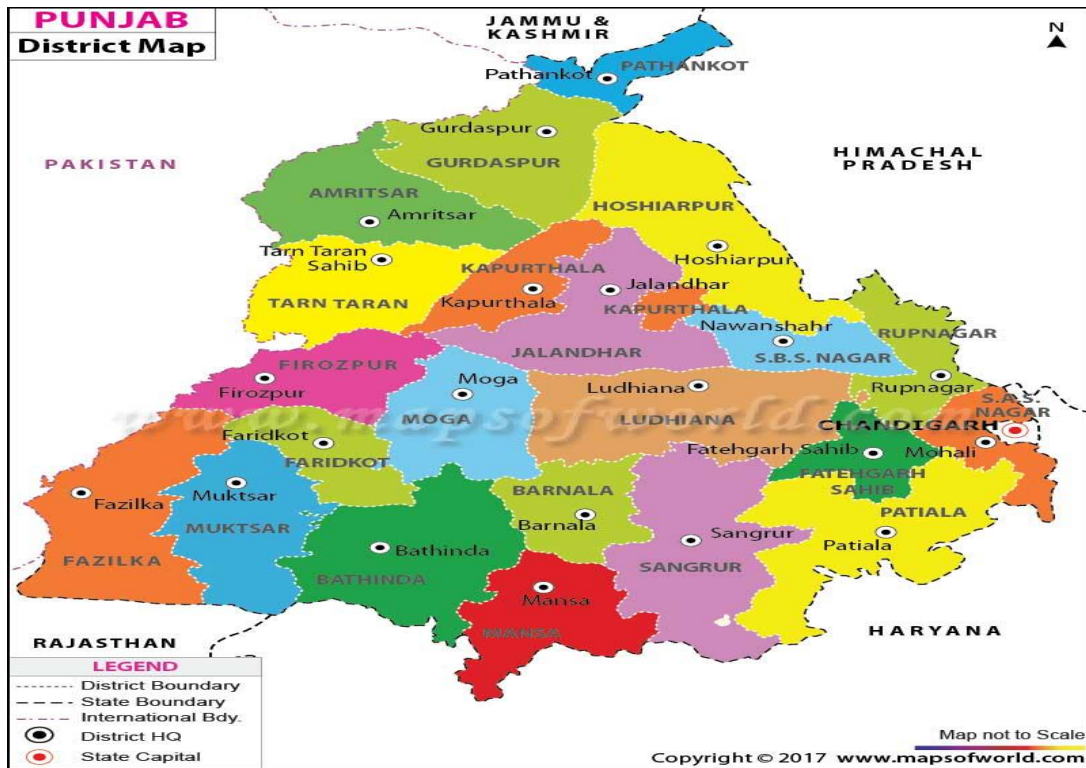 PUNJAB
District Map
JAMMU &
KASHMIR
N
Pathankot
PATHANKOT
Gurdaspur
GURDASPUR
PAKISTAN
HIMACHAL
PRADESH
AMRITSAR
Amritsar
HOSHIARPUR
Hoshiarpur
Tarn Taran
Sahib
TARN TARAN
KAPURTHALA
Kapurthala
Jalandhar
KAPURTHALA
JALANDHAR
Nawanshahr
S.B.S. NAGAR
RUPNAGAR
Rupnagar
FIROZPUR
Firozpur
Moga
MOGA
Ludhiana
LUDHIANA
S.A.S.
NAGAR
CHANDIGARH
Mohali
www.mapsofworld.com
Faridkot
FARIDKOT
Fatehgarh Sahib
FATEHGARH
SAHIB
Fazilka
FAZILKA
Muktsar
MUKTSAR
BARNALA
Barnala
Bathinda
BATHINDA
Sangrur
SANGRUR
PATIALA
Patiala
Mansa
MANSA
RAJASTHAN
HARYANA
LEGEND
District Boundary
State Boundary
International Bdy.
District HQ
State Capital
Map not to Scale
Copyright © 2017 www.mapsofworld.com